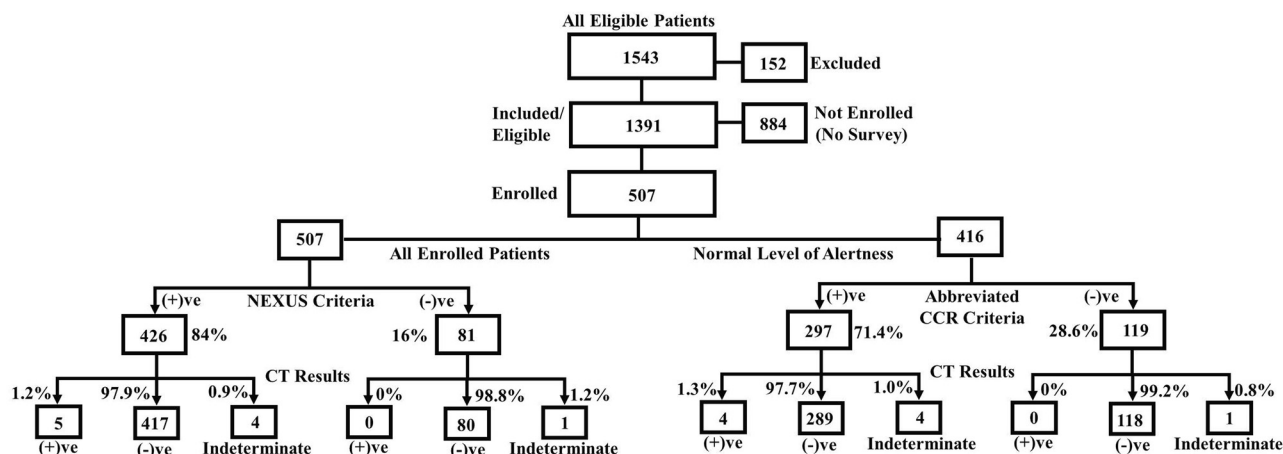 All Eligible Patients
1543
152
Excluded
Included/
Eligible
1391
884
Not Enrolled
(No Survey)
Enrolled
507
507
All Enrolled Patients
Normal Level of Alertness
416
(+)ve
NEXUS Criteria
(-)ve
(+)ve
Abbreviated
CCR Criteria
(-)ve
426
84%
16%
81
297
71.4%
28.6%
119
CT Results
CT Results
1.2%
97.9%
0.9%
0%
98.8%
1.2%
1.3%
97.7%
1.0%
0%
99.2%
0.8%
5
417
4
0
80
1
4
289
4
0
118
1
(+)ve
(-)ve
Indeterminate
(+)ve
(-)ve
Indeterminate
(+)ve
(-)ve
Indeterminate
(+)ve
(-)ve
Indeterminate